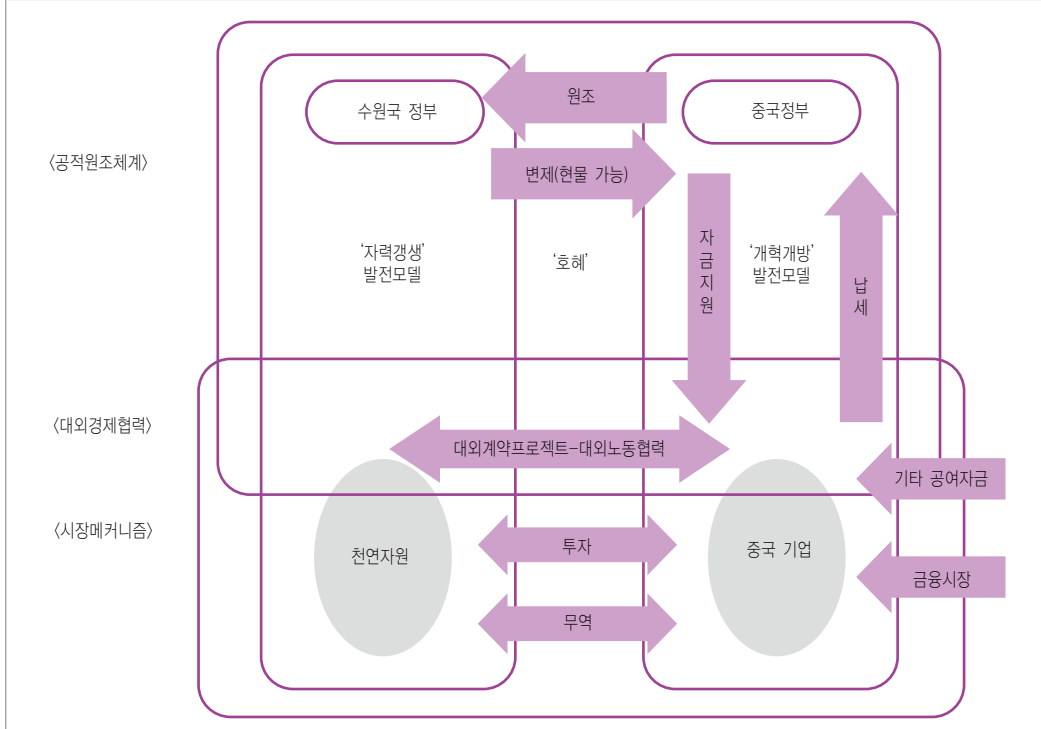 원조
수원국 정부
중국정부
〈공적원조체계〉
변제(현물 가능)
'자력갱생'
발전모델
'호혜'
자금지원
'개혁개방'
발전모델
납세
〈대외경제협력〉
대외계약프로젝트-대외노동협력
기타 공여자금
〈시장메커니즘〉
천연자원
투자
중국 기업
금융시장
무역